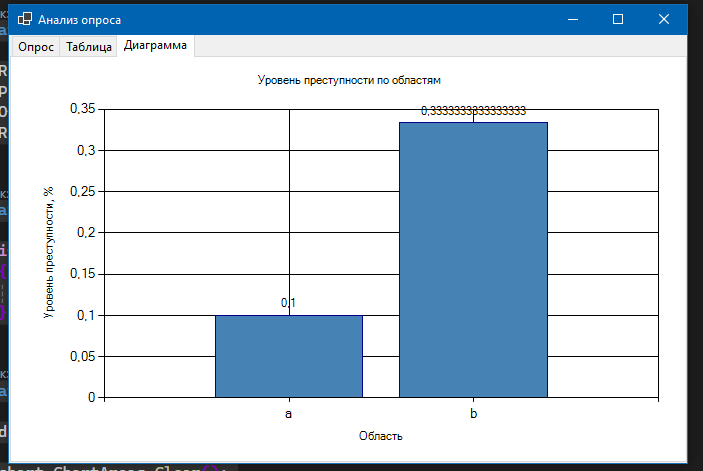 Анализ опроса
Опрос Таблица Диаграмма
Уровень преступности по областям
Уровень преступности, %
0,35
0,3
0,25
0,2
0,15
0,1
0,05
0
0,1
0,3333333333333333
a b
Область